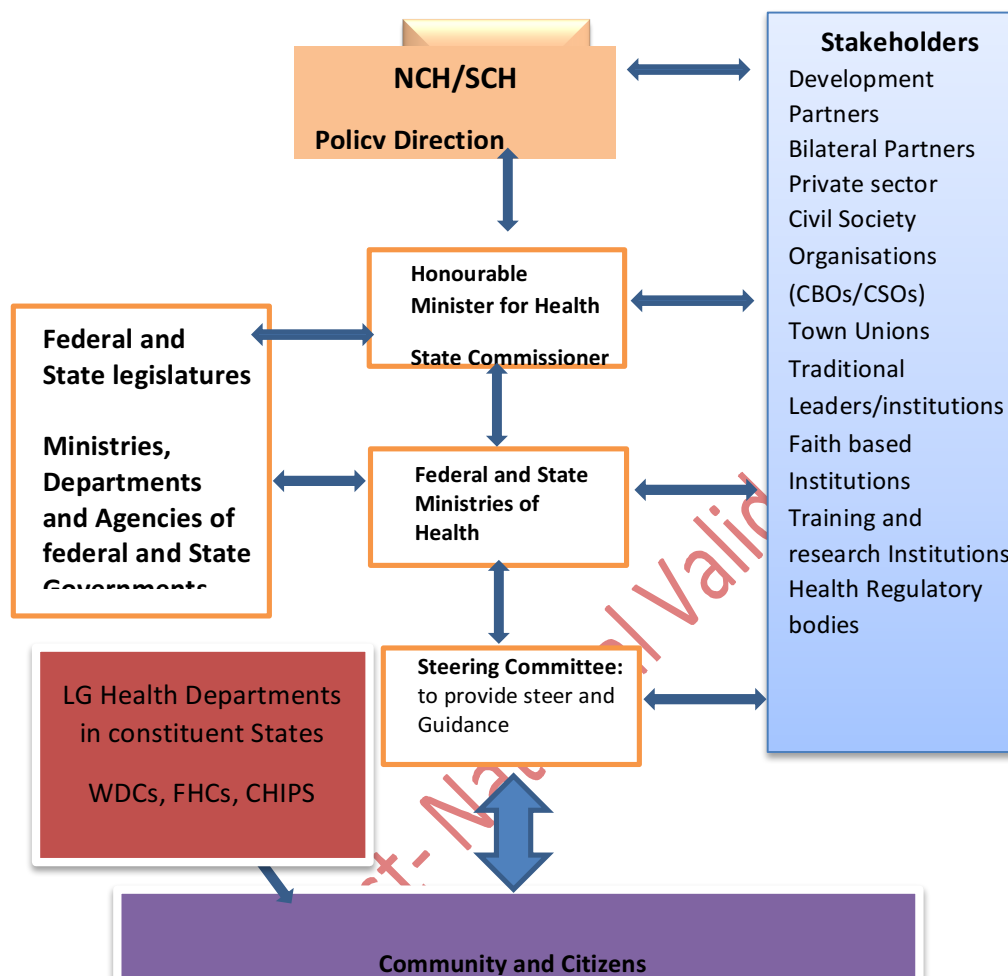 NCH/SCH
Policy Direction
Stakeholders
Development
Partners
Bilateral Partners
Private sector
Civil Society
Organisations
(CBOs/CSOs)
Town Unions
Traditional
Leaders/institutions
Faith based
Institutions
Training and
research Institutions
Health Regulatory
bodies
Honourable
Minister for Health
State Commissioner
Federal and
State legislatures
Ministries,
Departments
and Agencies of
federal and State
Governments
Federal and State
Ministries of
Health
Steering Committee:
to provide steer and
Guidance
LG Health Departments
in constituent States
WDCs, FHCs, CHIPS
Community and Citizens